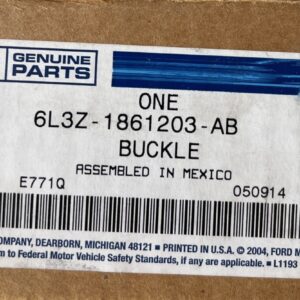 GENUINE
PARTS
ONE
6L3Z-1861203-AB
BUCKLE
ASSEMBLED IN MEXICO
E771Q 050914
COMPANY, DEARBORN, MICHIGAN 48121 ■ PRINTED IN U.S.A. © 2004, FORD M
m to Federal Motor Vehicle Safety Standards, if any are applicable. ■ L1193